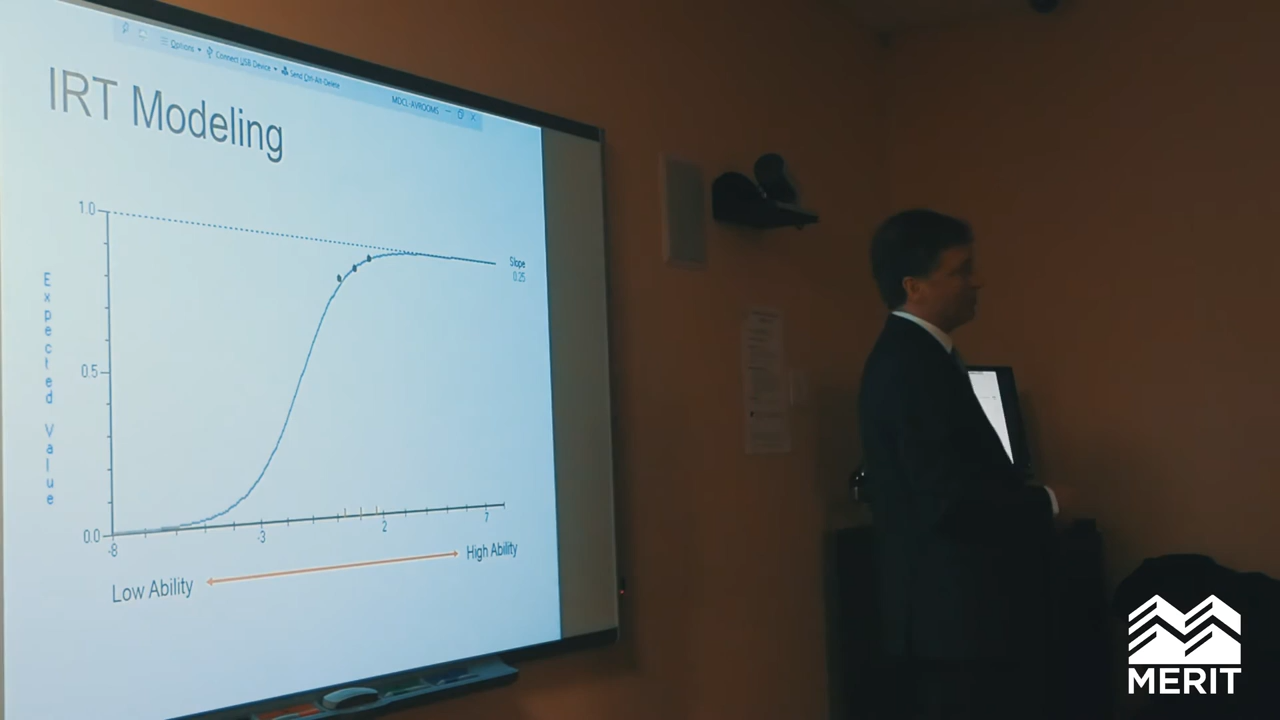 Options
Connect USB Device
Send Ctrl-Alt-Delete
MDCL-AVROOMS
IRT Modeling
1.0
0.5
0.0
Expected Value
Slope
0.25
-8
-3
2
7
Low Ability
High Ability
MERIT